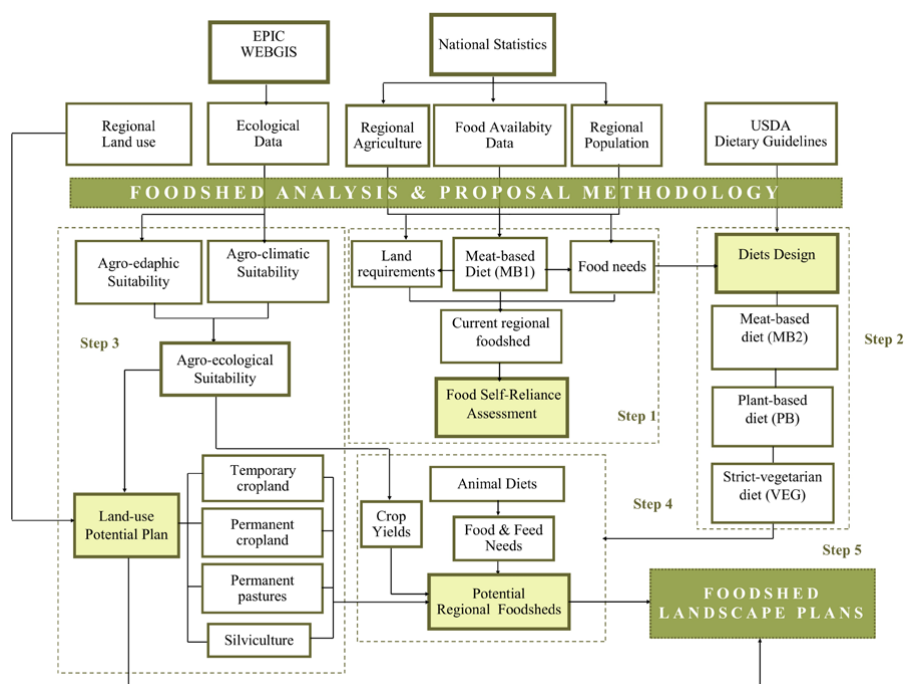 EPIC
WEBGIS
National Statistics
Regional
Land use
Ecological
Data
Regional
Agriculture
Food Availabity
Data
Regional
Population
USDA
Dietary Guidelines
FOODSHED ANALYSIS & PROPOSAL METHODOLOGY
Agro-edaphic
Suitability
Agro-climatic
Suitability
Land
requirements
Meat-based
Diet (MB1)
Food needs
Diets Design
Step 3
Agro-ecological
Suitability
Current regional
foodshed
Food Self-Reliance
Assessment
Step 1
Meat-based
diet (MB2)
Step 2
Plant-based
diet (PB)
Strict-vegetarian
diet (VEG)
Temporary
cropland
Land-use
Potential Plan
Permanent
cropland
Permanent
pastures
Silviculture
Animal Diets
Crop
Yields
Food & Feed
Needs
Potential
Regional Foodsheds
Step 4
Step 5
FOODSHED
LANDSCAPE PLANS